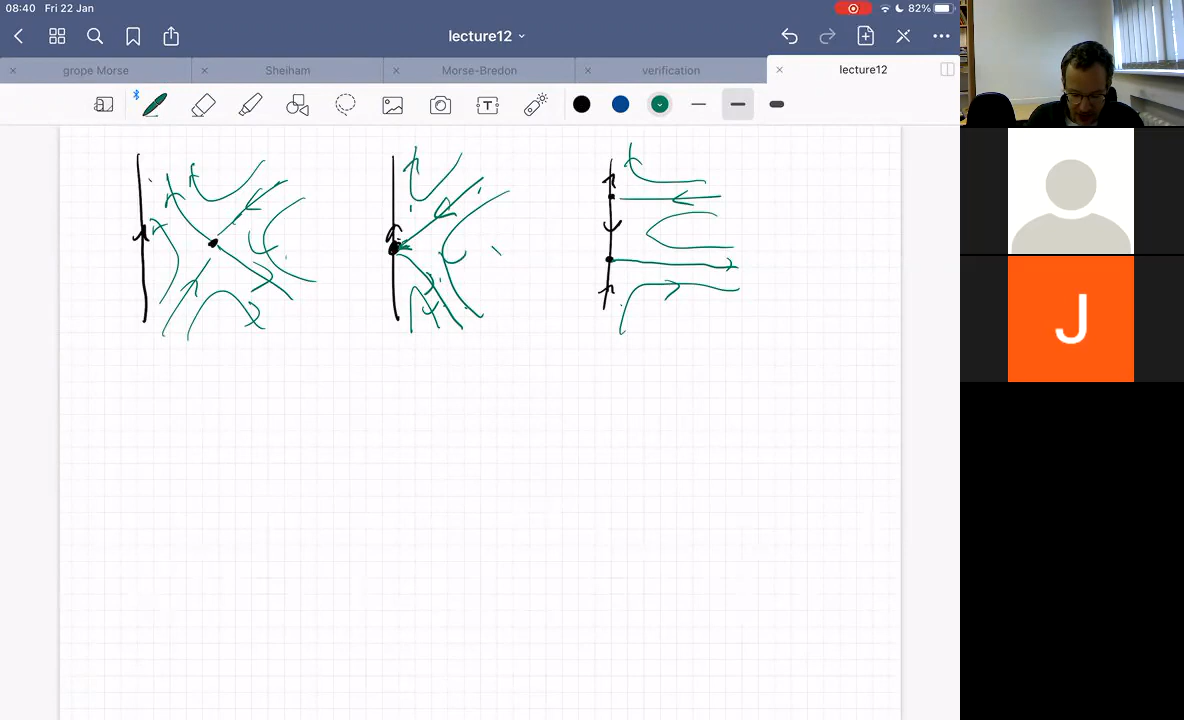 08:40 Fri 22 Jan
82%
lecture12
grope Morse
Sheiham
Morse-Bredon
verification
lecture12
T
J